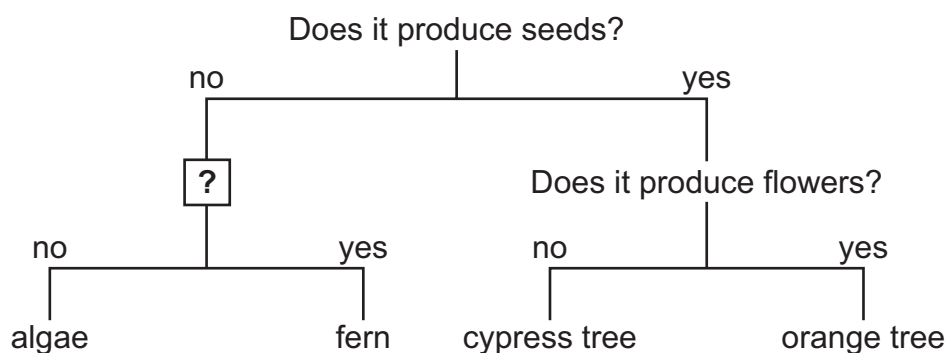 Does it produce seeds?
no yes
?
Does it produce flowers?
no yes no yes
algae fern cypress tree orange tree